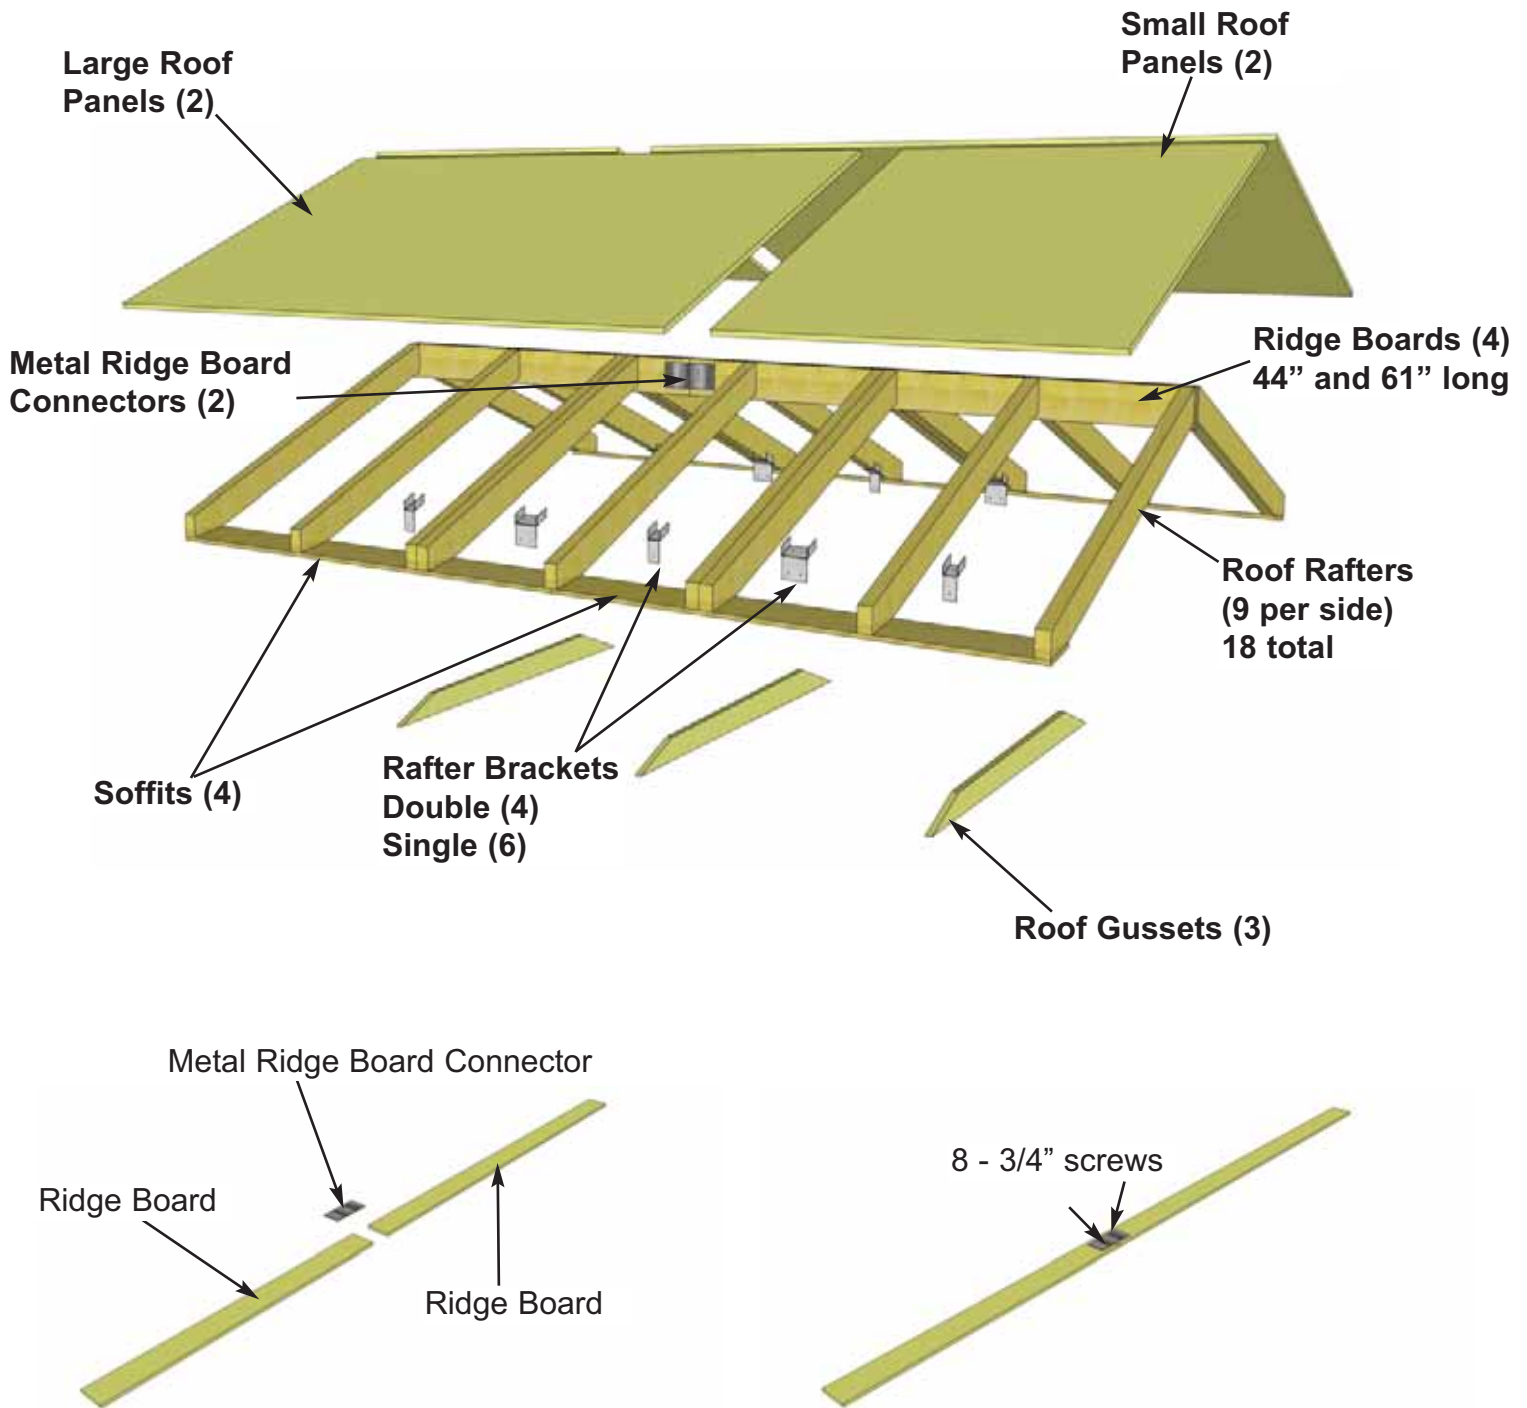 Small Roof
Panels (2)
Large Roof
Panels (2)
Metal Ridge Board
Connectors (2)
Ridge Boards (4)
44” and 61” long
Roof Rafters
(9 per side)
18 total
Soffits (4)
Rafter Brackets
Double (4)
Single (6)
Roof Gussets (3)
Metal Ridge Board Connector
Ridge Board
Ridge Board
8 - 3/4” screws